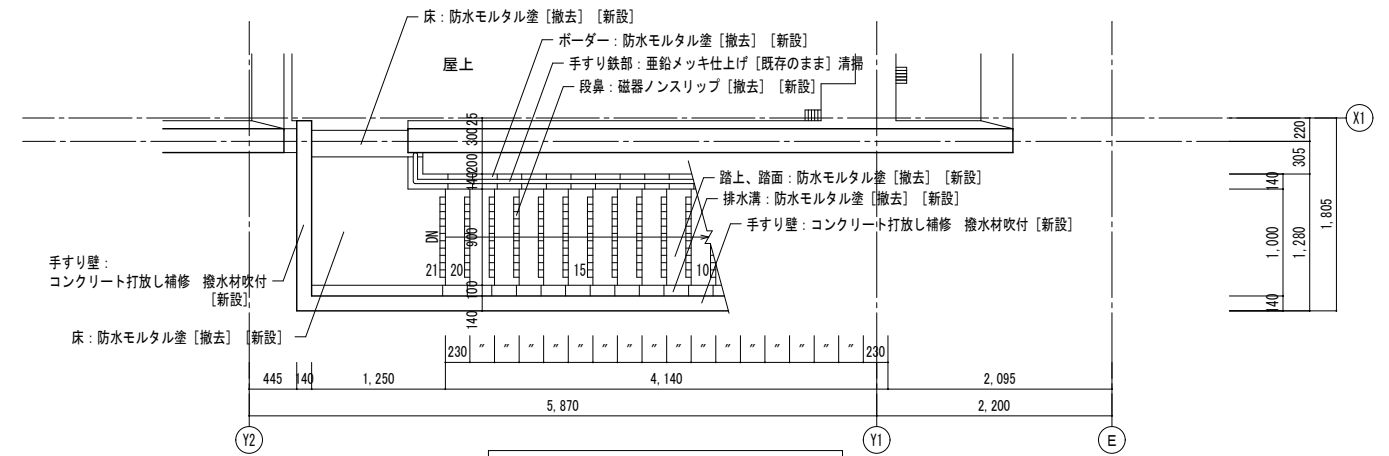 床：防水モルタル塗［撤去］［新設］
ボーダー：防水モルタル塗［撤去］［新設］
屋上
手すり鉄部：亜鉛メッキ仕上げ［既存のまま］清掃
段鼻：磁器ノンスリップ［撤去］［新設］
X1
25
300
200
140
900
100
140
220
305
140
1,000
140
1,280
1,805
踏上、踏面：防水モルタル塗［撤去］［新設］
排水溝：防水モルタル塗［撤去］［新設］
手すり壁：コンクリート打放し補修　撥水材吹付［新設］
DN
21
20
15
10
手すり壁：
コンクリート打放し補修　撥水材吹付
［新設］
床：防水モルタル塗［撤去］［新設］
230 〃 〃 〃 〃 〃 〃 〃 〃 〃 〃 〃 〃 〃 〃 〃 〃 230
445 140 1,250 4,140 2,095
5,870 2,200
Y2 Y1 E